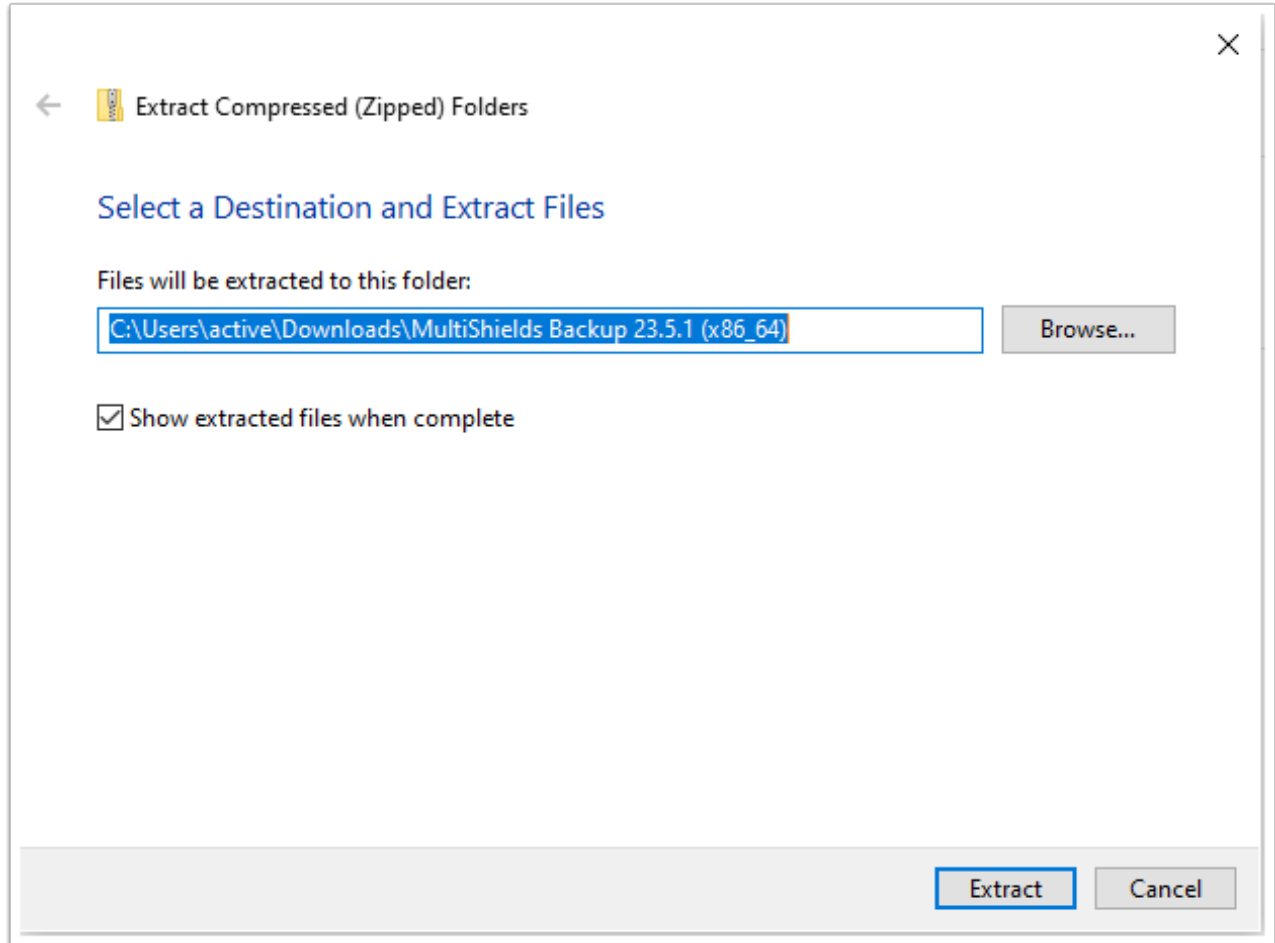 Extract Compressed (Zipped) Folders
Select a Destination and Extract Files
Files will be extracted to this folder:
C:\Users\active\Downloads\MultiShields Backup 23.5.1 (x86_64)
Browse...
Show extracted files when complete
Extract
Cancel